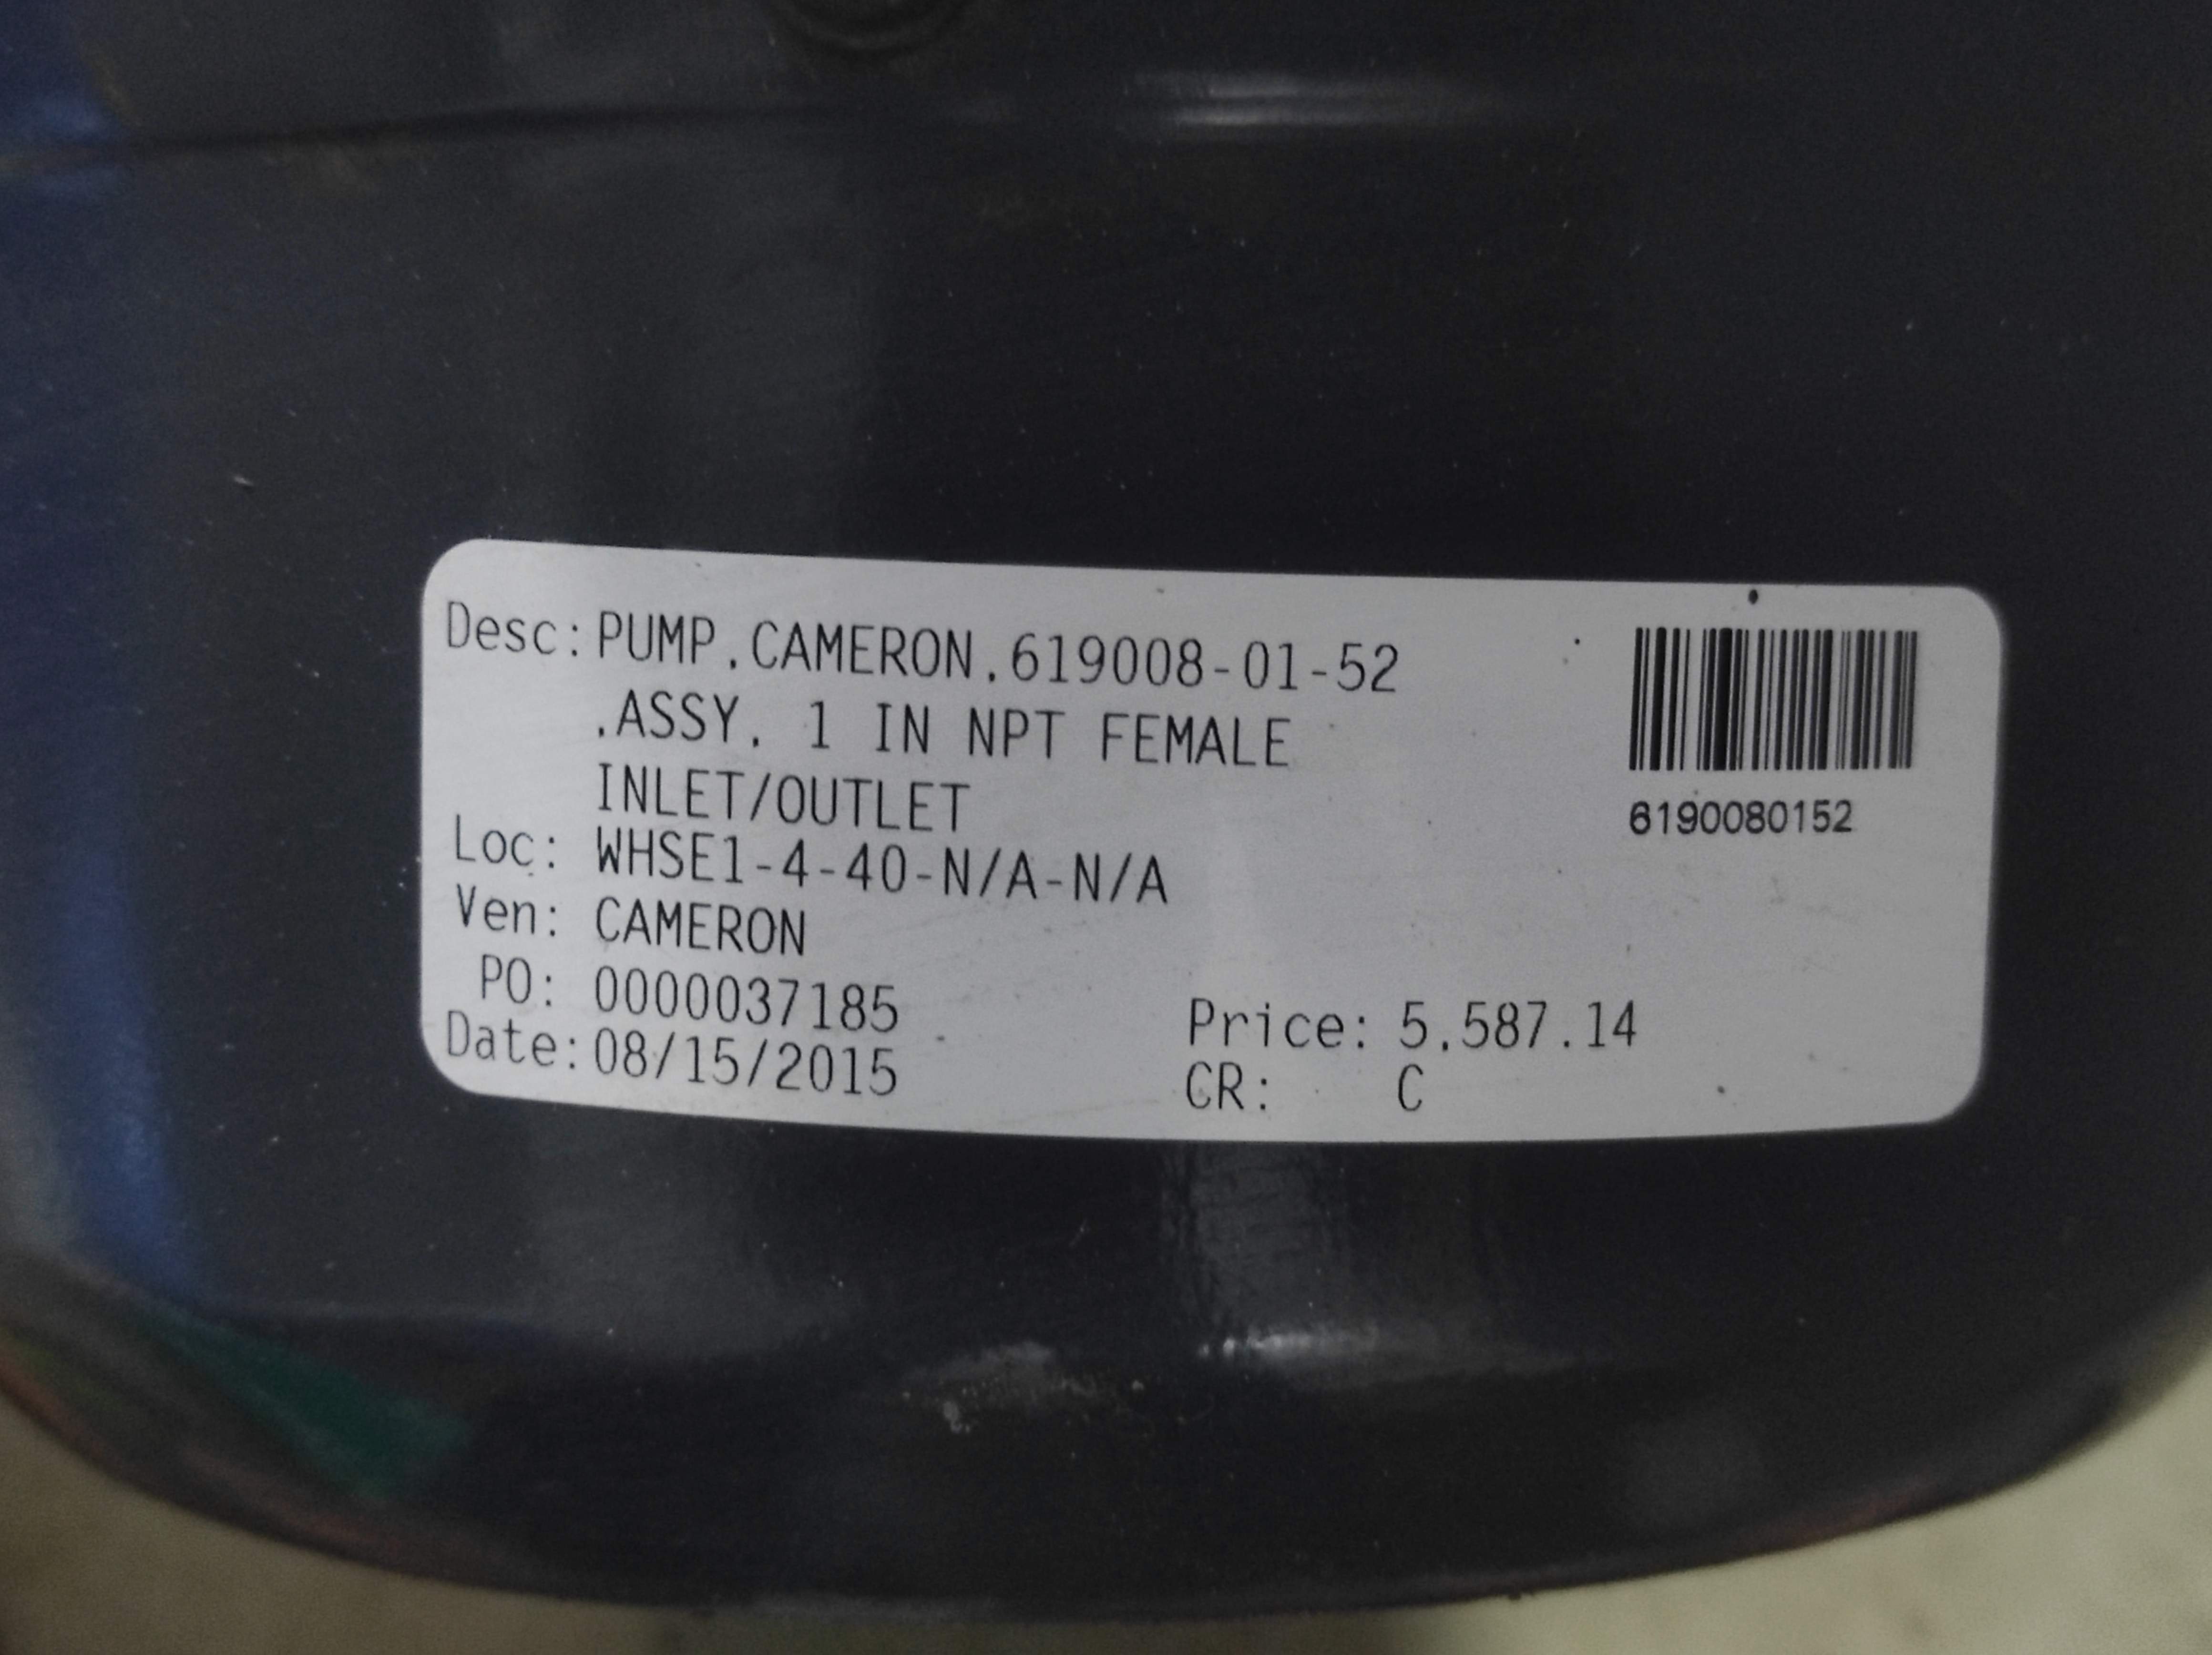 Desc: PUMP.CAMERON.619008-01-52
.ASSY. 1 IN NPT FEMALE
INLET/OUTLET
6190080152
Loc: WHSE1-4-40-N/A-N/A
Ven: CAMERON
PO: 0000037185
Price: 5.587.14
Date: 08/15/2015
CR: C